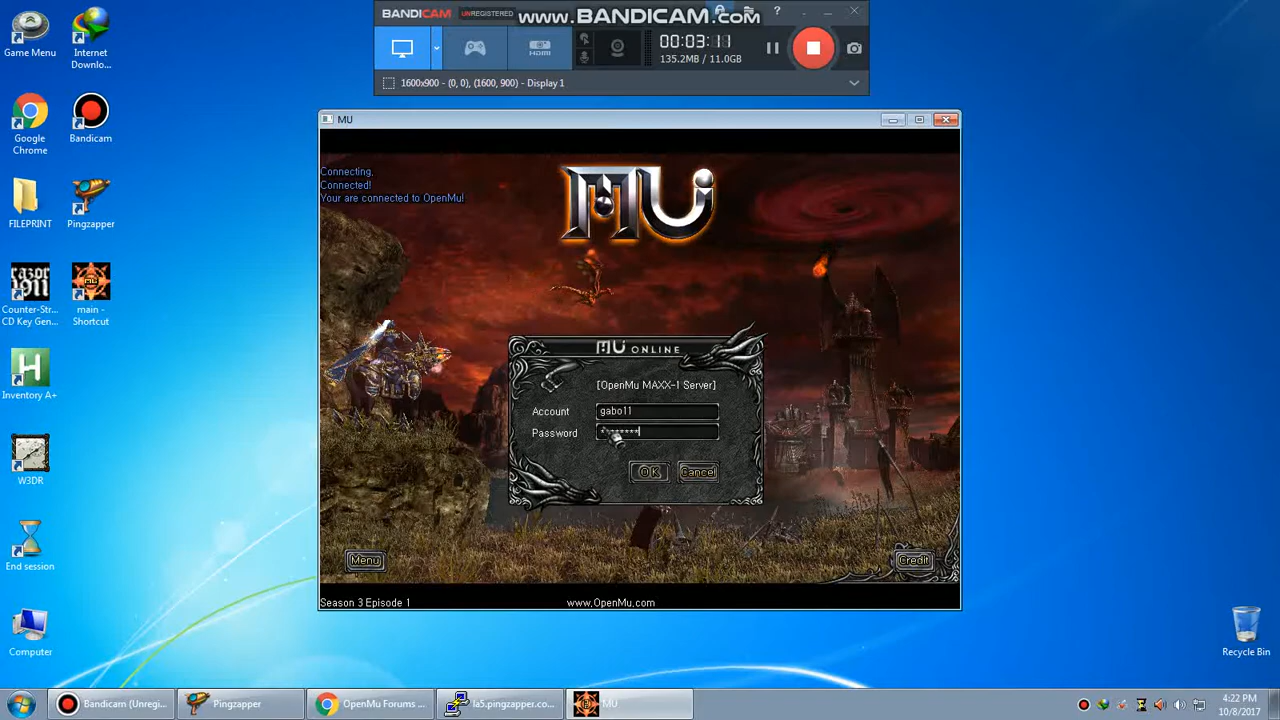 BANDICAM UNREGISTERED www.BANDICAM.com
00:03:11
135.2MB / 11.0GB
HDMI
1600x900 - (0, 0), (1600, 900) - Display 1
Game Menu
Internet Downlo...
Google Chrome
Bandicam
FILEPRINT
Pingzapper
razor 1911
Counter-Str... CD Key Gen...
main - Shortcut
Inventory A+
W3DR
End session
Computer
Recycle Bin
MU
Connecting,
Connected!
Your are connected to OpenMu!
MU
MU ONLINE
[OpenMu MAXX-1 Server]
Account gabo11
Password *******
OK Cancel
Menu
Credit
Season 3 Episode 1
www.OpenMu.com
Bandicam (Unregi...
Pingzapper
OpenMu Forums ...
la5.pingzapper.co...
MU
4:22 PM
10/8/2017